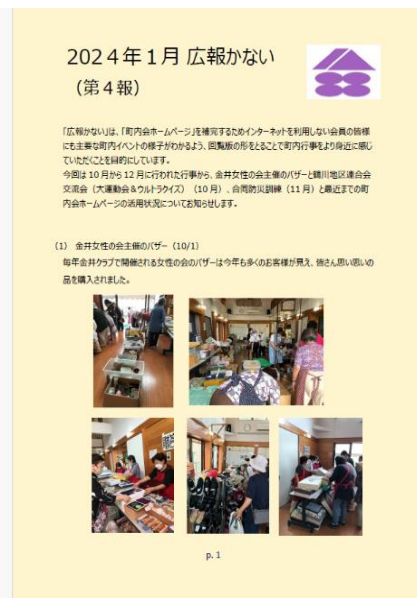 2024年1月 広報かない
（第4報）
「広報かない」は、「町内会ホームページ」を補完するためインターネットを利用しない会員の皆様
にも主要な町内イベントの様子がわかるよう、回覧版の形をとることで町内行事をより身近に感じ
ていただくことを目的にしています。
今回は10月から12月に行われた行事から、金井女性の会主催のバザーと鶴川地区連合会
交流会（大運動会＆ウルトラクイズ）（10月）、合同防災訓練（11月）と最近までの町
内会ホームページの活用状況についてお知らせします。
（1） 金井女性の会主催のバザー（10/1）
毎年金井クラブで開催される女性の会のバザーは今年も多くのお客様が見え、皆さん思い思いの
品を購入されました。
p. 1